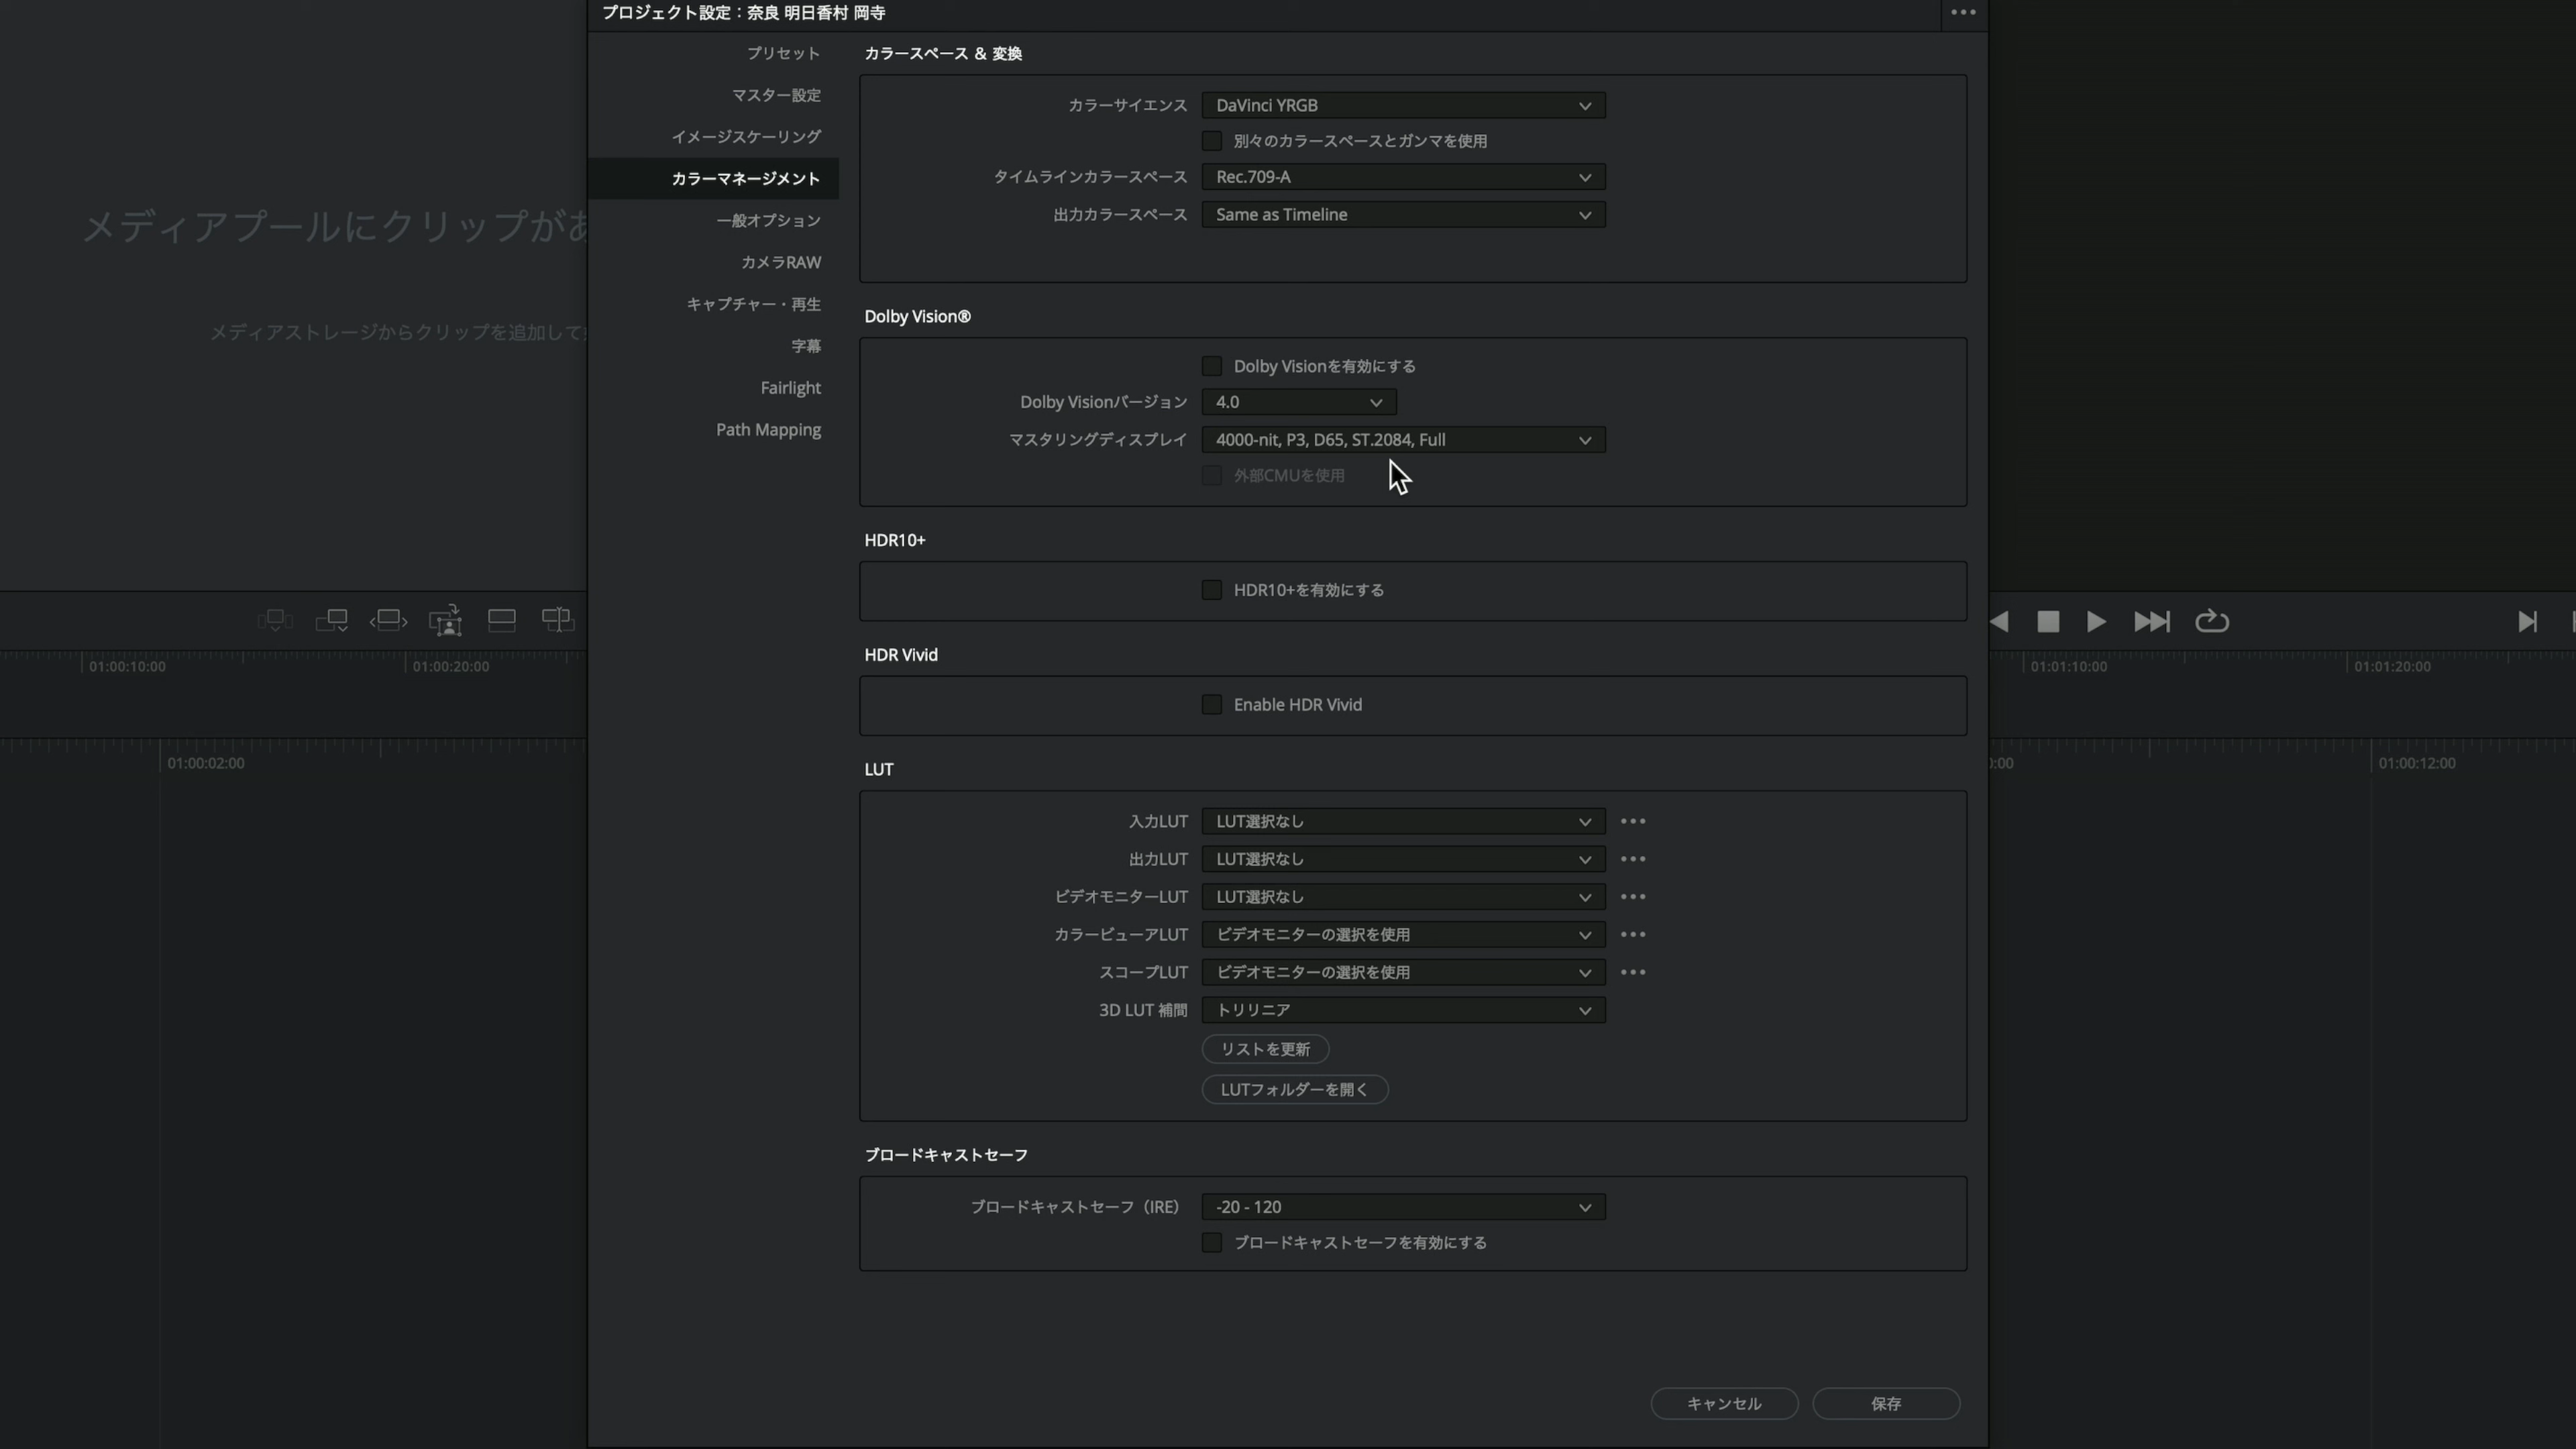 プロジェクト設定：奈良 明日香村 岡寺
プリセット
マスター設定
イメージスケーリング
カラーマネージメント
一般オプション
カメラRAW
キャプチャー・再生
字幕
Fairlight
Path Mapping
カラースペース & 変換
カラーサイエンス DaVinci YRGB
別々のカラースペースとガンマを使用
タイムラインカラースペース Rec.709-A
出力カラースペース Same as Timeline
Dolby Vision®
Dolby Visionを有効にする
Dolby Visionバージョン 4.0
マスタリングディスプレイ 4000-nit, P3, D65, ST.2084, Full
外部CMUを使用
HDR10+
HDR10+を有効にする
HDR Vivid
Enable HDR Vivid
LUT
入力LUT LUT選択なし
出力LUT LUT選択なし
ビデオモニターLUT LUT選択なし
カラービューアLUT ビデオモニターの選択を使用
スコープLUT ビデオモニターの選択を使用
3D LUT 補間 トリリニア
リストを更新
LUTフォルダーを開く
ブロードキャストセーフ
ブロードキャストセーフ（IRE） -20 - 120
ブロードキャストセーフを有効にする
キャンセル 保存
メディアプールにクリップがあ
メディアストレージからクリップを追加して
01:00:10:00 01:00:20:00 01:01:10:00 01:01:20:00
01:00:02:00 0:00 01:00:12:00